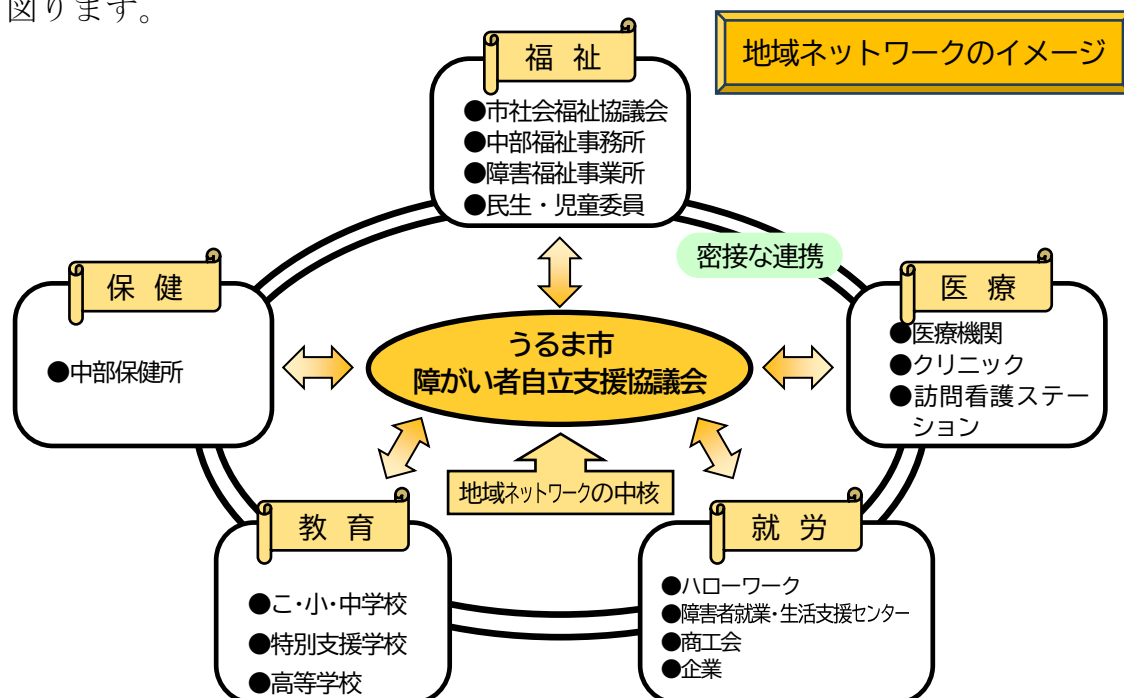 図ります。
地域ネットワークのイメージ
福 祉
●市社会福祉協議会
●中部福祉事務所
●障害福祉事業所
●民生・児童委員
密接な連携
保 健
●中部保健所
医 療
●医療機関
●クリニック
●訪問看護ステー
ション
うるま市
障がい者自立支援協議会
地域ネットワークの中核
教 育
●こ・小・中学校
●特別支援学校
●高等学校
就 労
●ハローワーク
●障害者就業・生活支援センター
●商工会
●企業